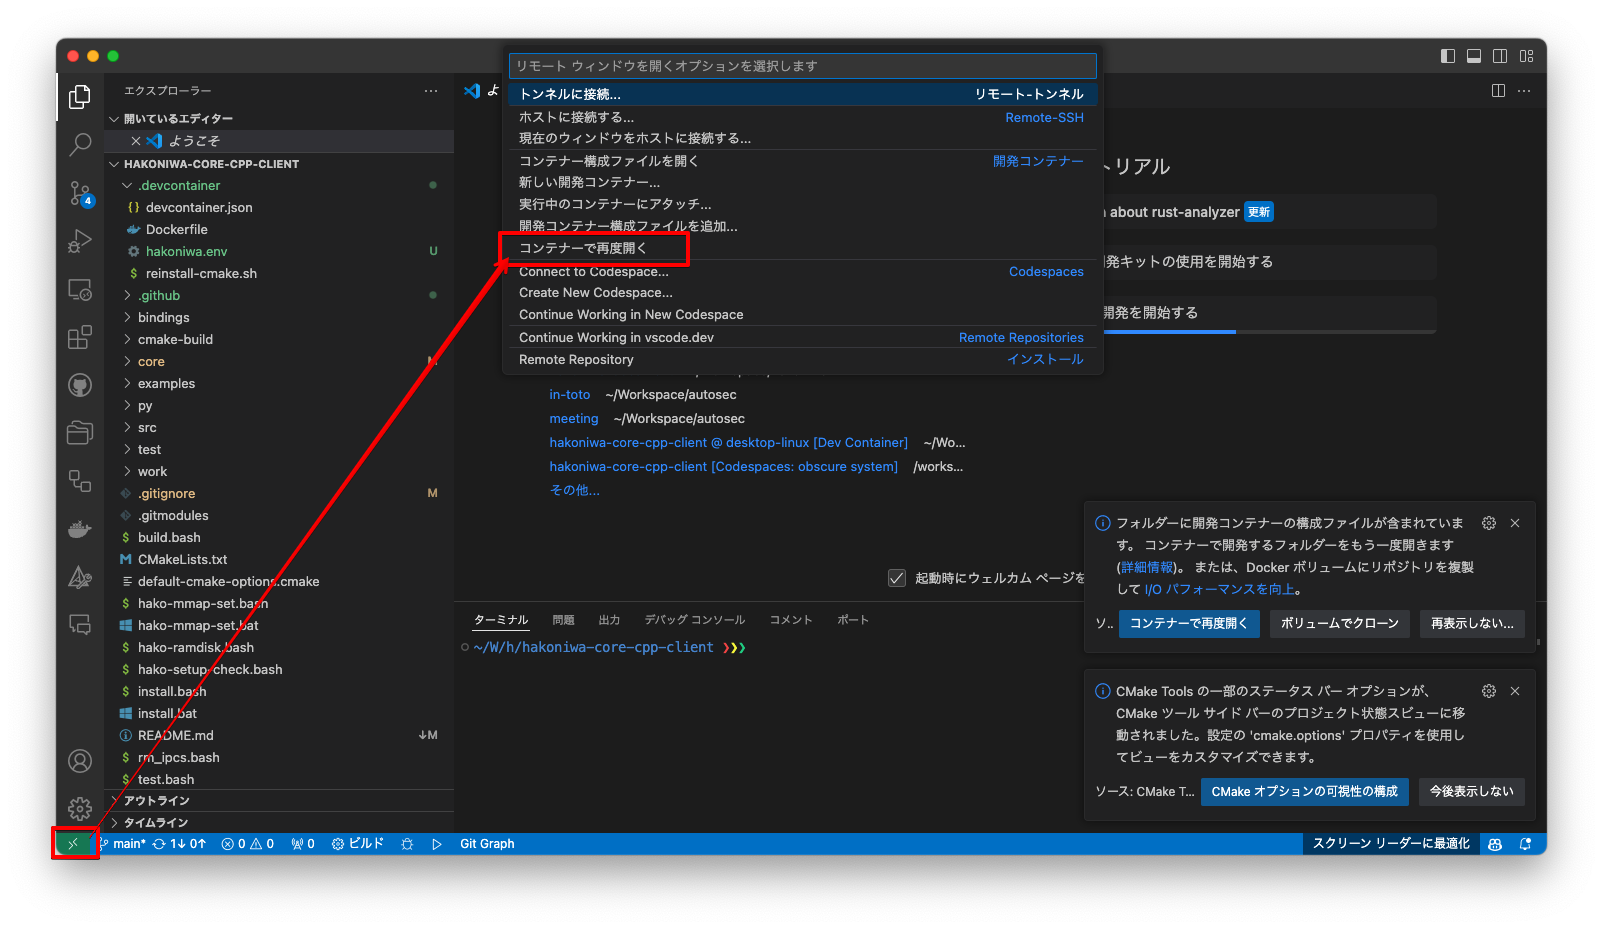 リモート ウィンドウを開くオプションを選択します
トンネルに接続... リモート-トンネル
ホストに接続する... Remote-SSH
現在のウィンドウをホストに接続する...
コンテナー構成ファイルを開く 開発コンテナー
新しい開発コンテナー...
実行中のコンテナーにアタッチ...
開発コンテナー構成ファイルを追加...
コンテナーで再度開く
Connect to Codespace... Codespaces
Create New Codespace...
Continue Working in New Codespace
Continue Working in vscode.dev Remote Repositories
Remote Repository インストール
エクスプローラー
開いているエディター
ようこそ
HAKONIWA-CORE-CPP-CLIENT
.devcontainer
{} devcontainer.json
Dockerfile
hakoniwa.env U
$ reinstall-cmake.sh
.github
bindings
cmake-build
core
examples
py
src
test
work
.gitignore M
.gitmodules
$ build.bash
M CMakeLists.txt
default-cmake-options.cmake
$ hako-mmap-set.bash
hako-mmap-set.bat
$ hako-ramdisk.bash
$ hako-setup-check.bash
$ install.bash
install.bat
README.md ↓M
$ rm_ipcs.bash
$ test.bash
アウトライン
タイムライン
4
よ
トリアル
about rust-analyzer 更新
発キットの使用を開始する
開発を開始する
in-toto ~/Workspace/autosec
meeting ~/Workspace/autosec
hakoniwa-core-cpp-client @ desktop-linux [Dev Container] ~/Wo...
hakoniwa-core-cpp-client [Codespaces: obscure system] /works...
その他...
起動時にウェルカム ページを
ターミナル 問題 出力 デバッグ コンソール コメント ポート
~/W/h/hakoniwa-core-cpp-client ❯❯❯
フォルダーに開発コンテナーの構成ファイルが含まれていま
す。 コンテナーで開発するフォルダーをもう一度開きます
(詳細情報)。 または、Docker ボリュームにリポジトリを複製
して I/O パフォーマンスを向上。
ソ.. コンテナーで再度開く ボリュームでクローン 再表示しない...
CMake Tools の一部のステータス バー オプションが、
CMake ツール サイド バーのプロジェクト状態スビューに移
動されました。設定の 'cmake.options' プロパティを使用し
てビューをカスタマイズできます。
ソース: CMake T... CMake オプションの可視性の構成 今後表示しない
main* 1↓ 0↑ 0 0 0 ビルド Git Graph スクリーン リーダーに最適化